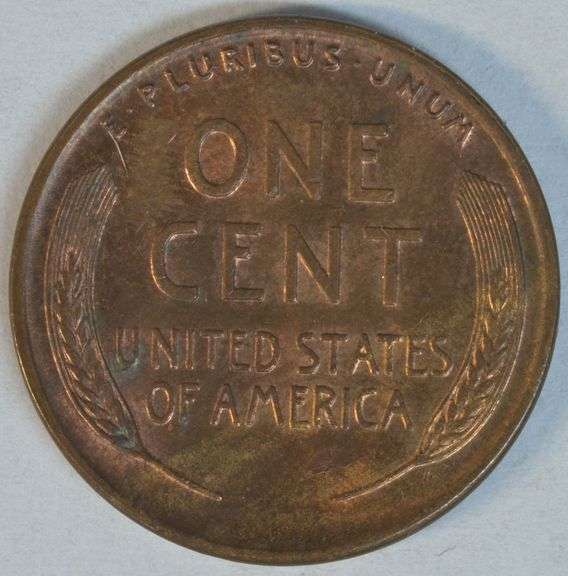 E·PLURIBUS·UNUM
ONE
CENT
UNITED STATES
OF AMERICA